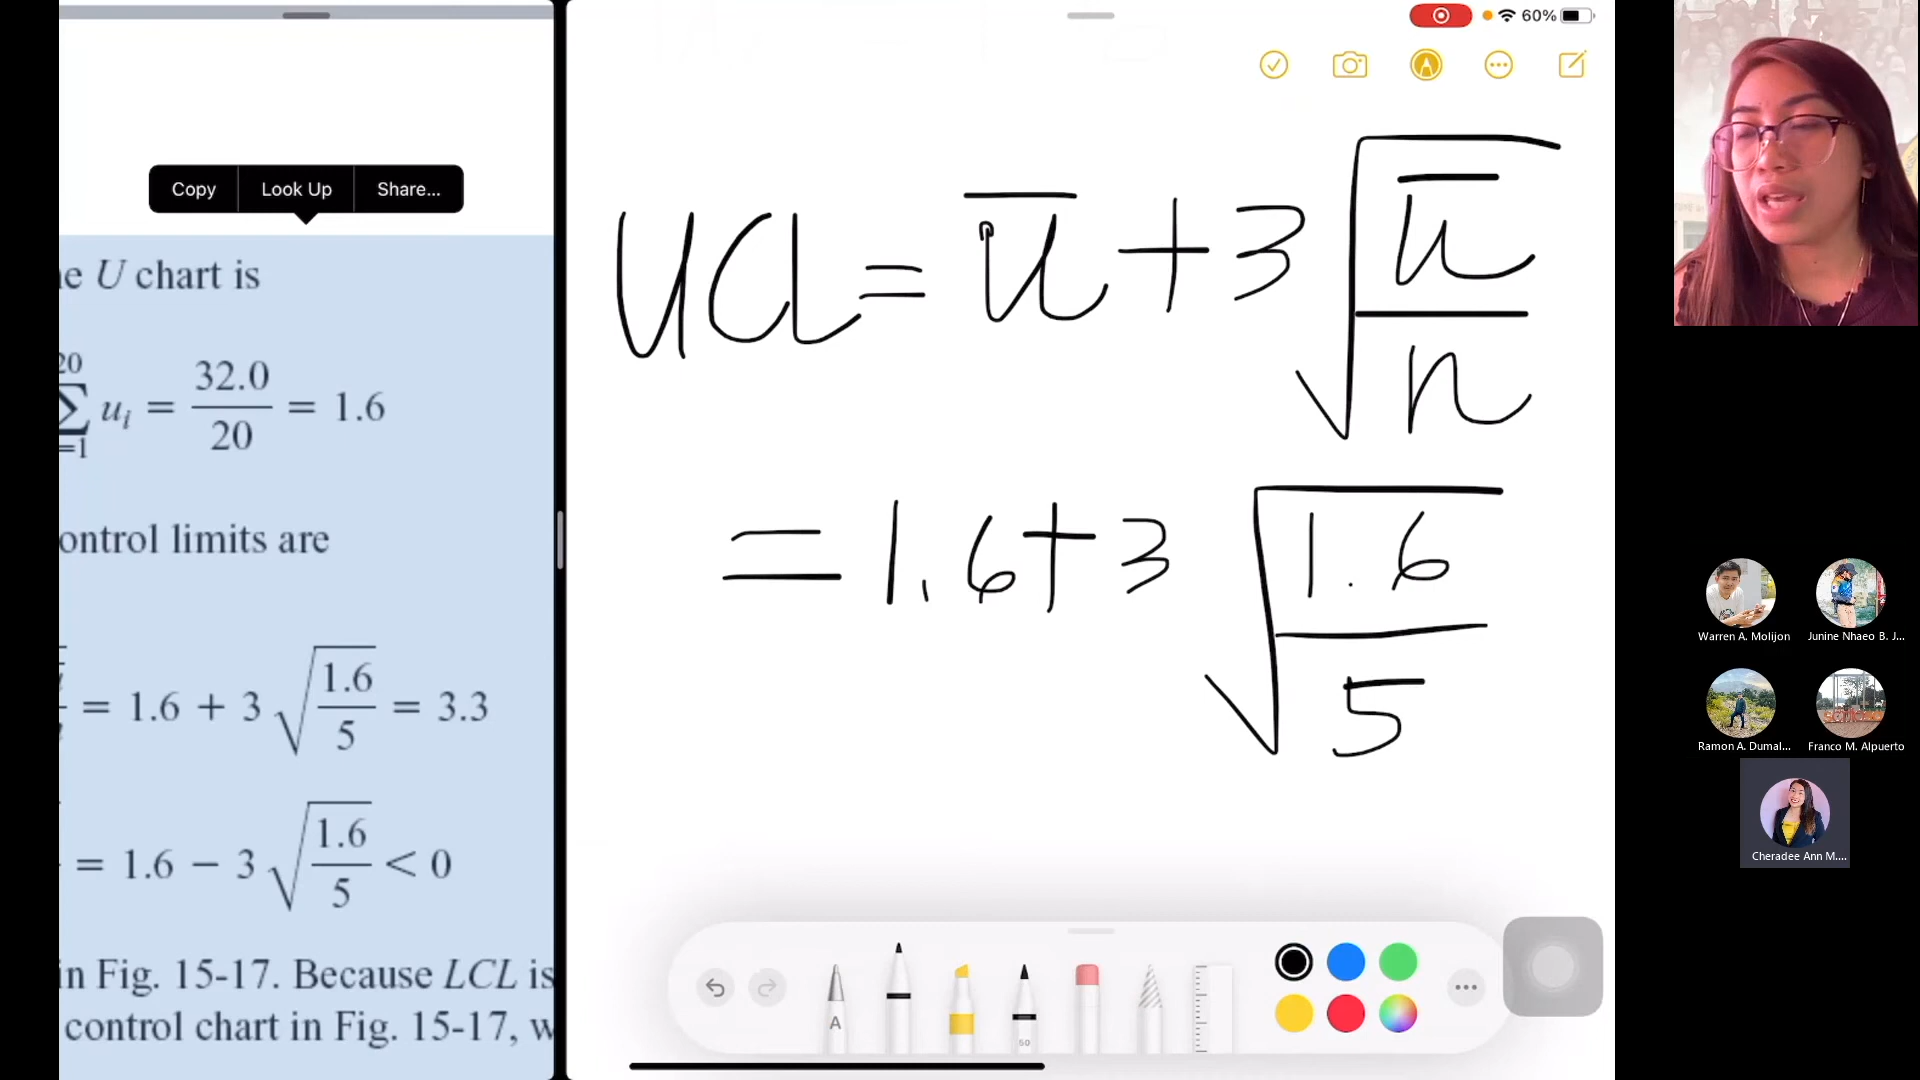 60%
Copy Look Up Share...
e U chart is
20
∑ uᵢ = 32.0/20 = 1.6
=1
ontrol limits are
= 1.6 + 3 √(1.6/5) = 3.3
= 1.6 − 3 √(1.6/5) < 0
in Fig. 15-17. Because LCL is
control chart in Fig. 15-17, w
UCL = u̅ + 3 √(u̅/n)
= 1.6 + 3 √(1.6/5)
A
50
Warren A. Molijon
Junine Nhaeo B. J...
Ramon A. Dumal...
Franco M. Alpuerto
Cheradee Ann M....